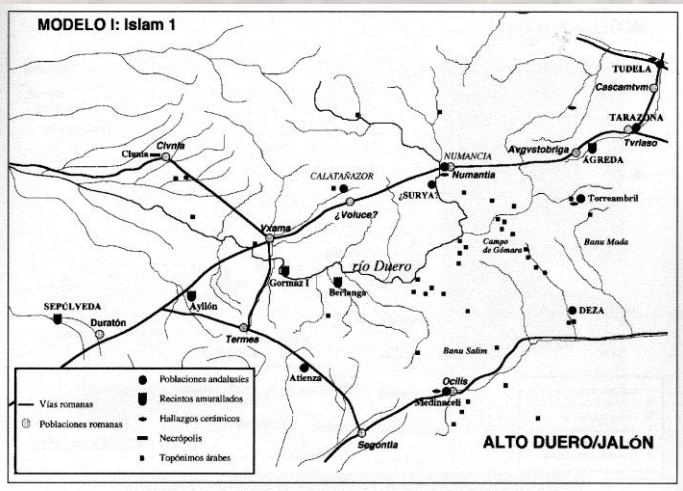 MODELO I: Islam 1
TUDELA
Cascamtvm
TARAZONA
Tvriaso
Avgvstobriga
ÁGREDA
Clvnia
Clunia
NUMANCIA
Numantia
CALATAÑAZOR
¿SURYA?
¿Voluce?
Torreambril
Banu Moda
Campo
de Gómara
Vxama
río Duero
Gormaz I
Berlanga
SEPÚLVEDA
Ayllón
Duratón
Termes
DEZA
Banu Salim
Atienza
Ocilis
Medinaceli
Segontia
ALTO DUERO/JALÓN
Vías romanas
Poblaciones romanas
Poblaciones andalusíes
Recintos amurallados
Hallazgos cerámicos
Necrópolis
Topónimos árabes